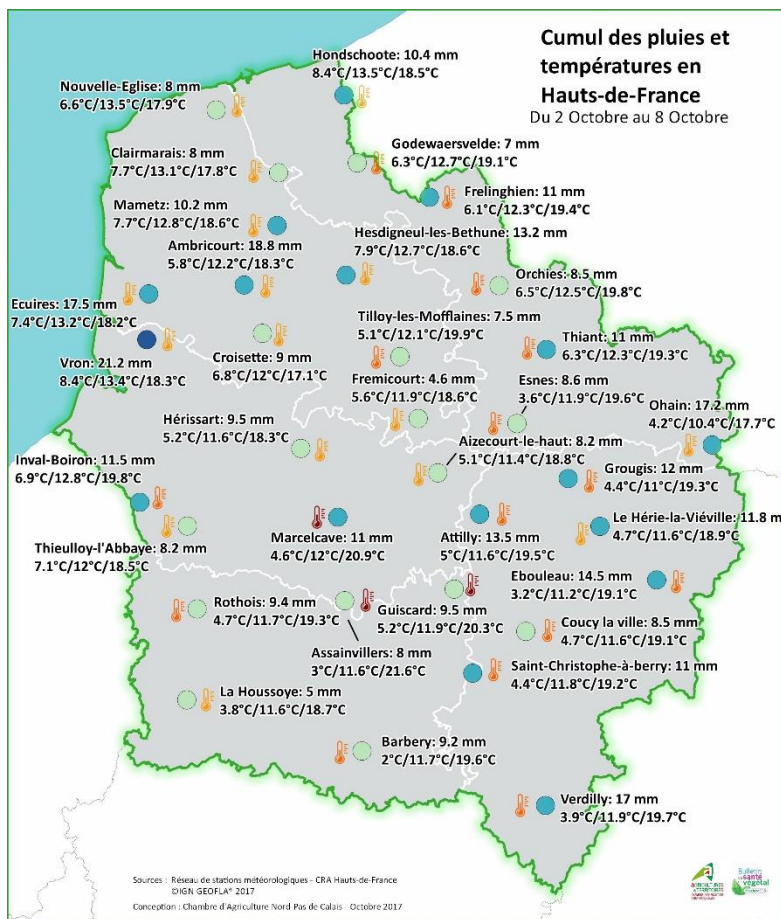 Cumul des pluies et
températures en
Hauts-de-France
Du 2 Octobre au 8 Octobre
Hondschoote: 10.4 mm
8.4°C/13.5°C/18.5°C
Nouvelle-Eglise: 8 mm
6.6°C/13.5°C/17.9°C
Godewaersvelde: 7 mm
6.3°C/12.7°C/19.1°C
Clairmarais: 8 mm
7.7°C/13.1°C/17.8°C
Frelinghien: 11 mm
6.1°C/12.3°C/19.4°C
Mametz: 10.2 mm
7.7°C/12.8°C/18.6°C
Hesdigneul-les-Bethune: 13.2 mm
7.9°C/12.7°C/18.6°C
Ambricourt: 18.8 mm
5.8°C/12.2°C/18.3°C
Orchies: 8.5 mm
6.5°C/12.5°C/19.8°C
Ecuires: 17.5 mm
7.4°C/13.2°C/18.2°C
Tilloy-les-Mofflaines: 7.5 mm
5.1°C/12.1°C/19.9°C
Thiant: 11 mm
6.3°C/12.3°C/19.3°C
Vron: 21.2 mm
8.4°C/13.4°C/18.3°C
Croisette: 9 mm
6.8°C/12°C/17.1°C
Fremicourt: 4.6 mm
5.6°C/11.9°C/18.6°C
Esnes: 8.6 mm
3.6°C/11.9°C/19.6°C
Ohain: 17.2 mm
4.2°C/10.4°C/17.7°C
Hérissart: 9.5 mm
5.2°C/11.6°C/18.3°C
Aizecourt-le-haut: 8.2 mm
5.1°C/11.4°C/18.8°C
Inval-Boiron: 11.5 mm
6.9°C/12.8°C/19.8°C
Grougis: 12 mm
4.4°C/11°C/19.3°C
Thieulloy-l'Abbaye: 8.2 mm
7.1°C/12°C/18.5°C
Marcelcave: 11 mm
4.6°C/12°C/20.9°C
Attilly: 13.5 mm
5°C/11.6°C/19.5°C
Le Hérie-la-Viéville: 11.8 m
4.7°C/11.6°C/18.9°C
Ebouleau: 14.5 mm
3.2°C/11.2°C/19.1°C
Rothois: 9.4 mm
4.7°C/11.7°C/19.3°C
Guiscard: 9.5 mm
5.2°C/11.9°C/20.3°C
Coucy la ville: 8.5 mm
4.7°C/11.6°C/19.1°C
Assainvillers: 8 mm
3°C/11.6°C/21.6°C
Saint-Christophe-à-berry: 11 mm
4.4°C/11.8°C/19.2°C
La Houssoye: 5 mm
3.8°C/11.6°C/18.7°C
Barbery: 9.2 mm
2°C/11.7°C/19.6°C
Verdilly: 17 mm
3.9°C/11.9°C/19.7°C
Sources : Réseau de stations météorologiques - CRA Hauts-de-France
©IGN GEOFLA® 2017
Conception : Chambre d'Agriculture Nord-Pas de Calais - Octobre 2017
AGRICULTURES
& TERRITOIRES
Bulletin
de santé
végétal